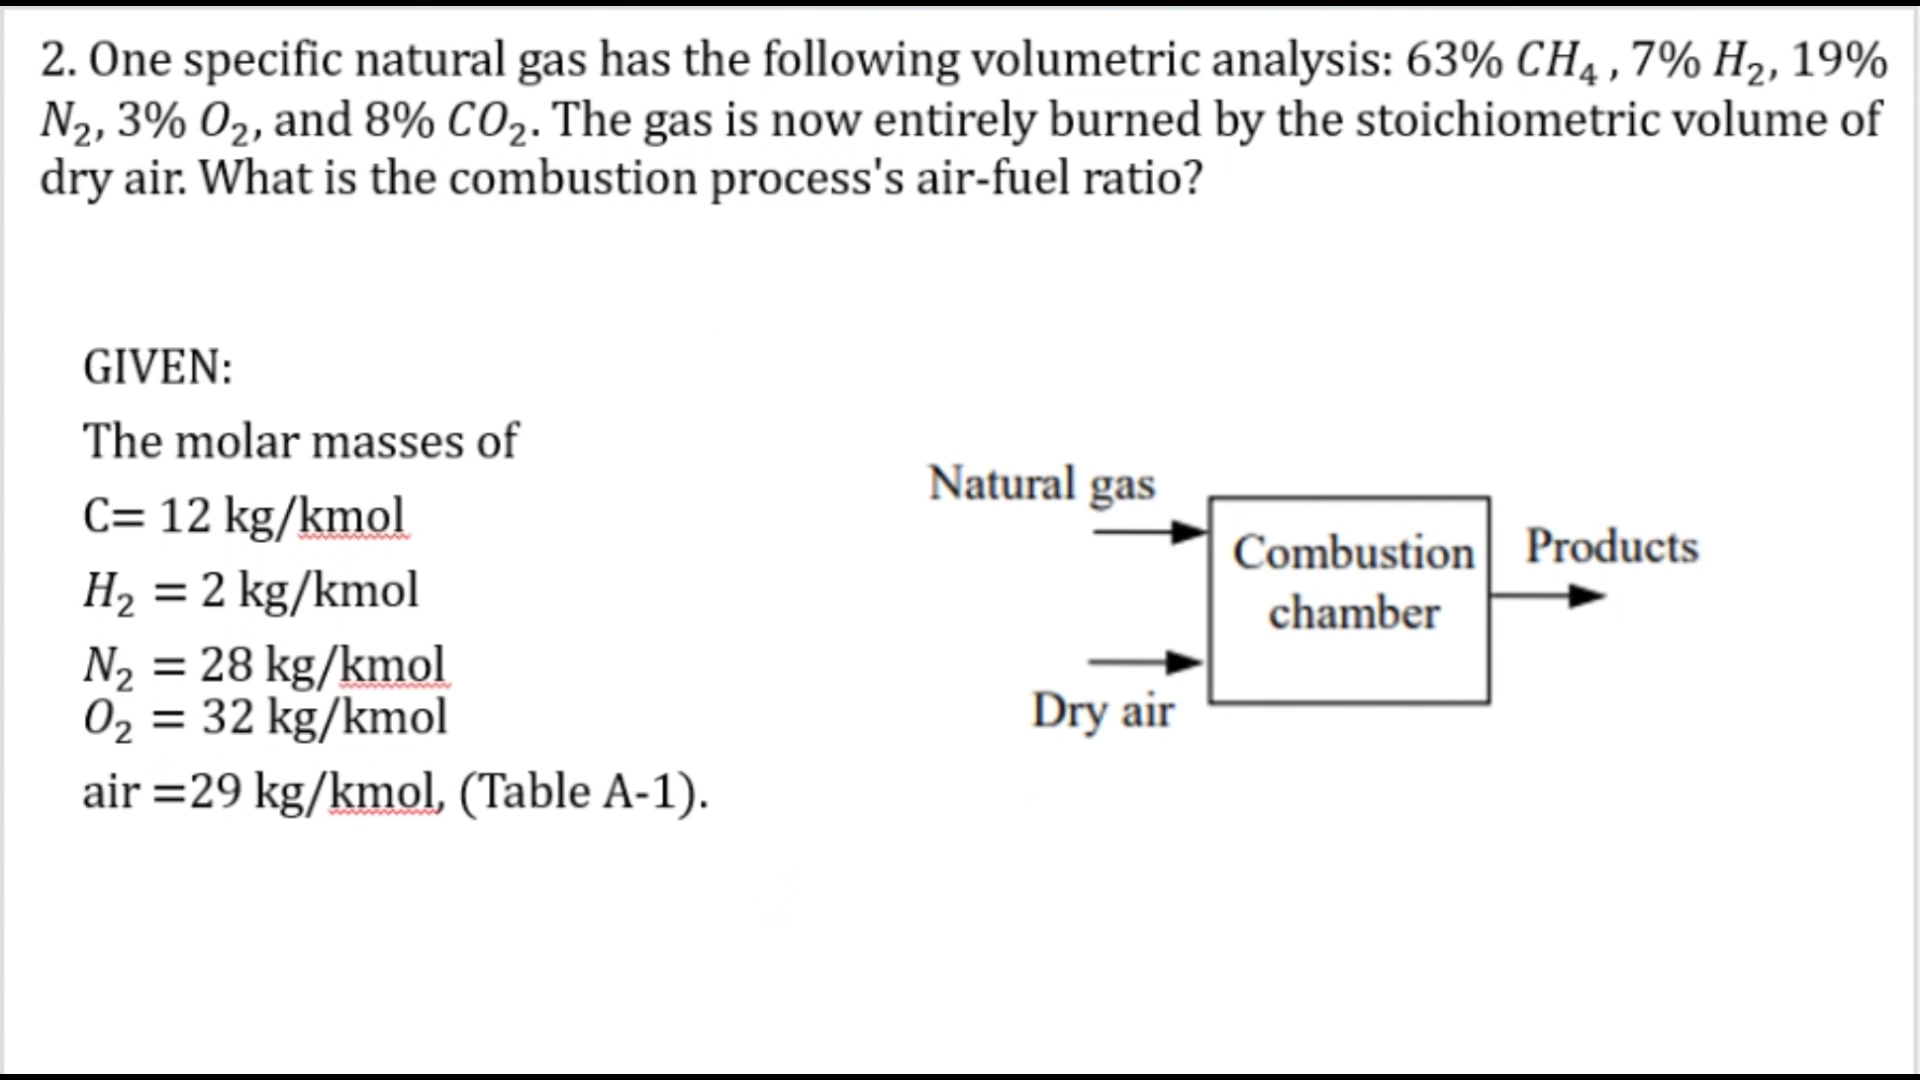 2. One specific natural gas has the following volumetric analysis: 63% CH₄ , 7% H₂, 19%
N₂, 3% O₂, and 8% CO₂. The gas is now entirely burned by the stoichiometric volume of
dry air. What is the combustion process's air-fuel ratio?
GIVEN:
The molar masses of
C= 12 kg/kmol
H₂ = 2 kg/kmol
N₂ = 28 kg/kmol
O₂ = 32 kg/kmol
air =29 kg/kmol, (Table A-1).
Natural gas
Combustion
chamber
Products
Dry air